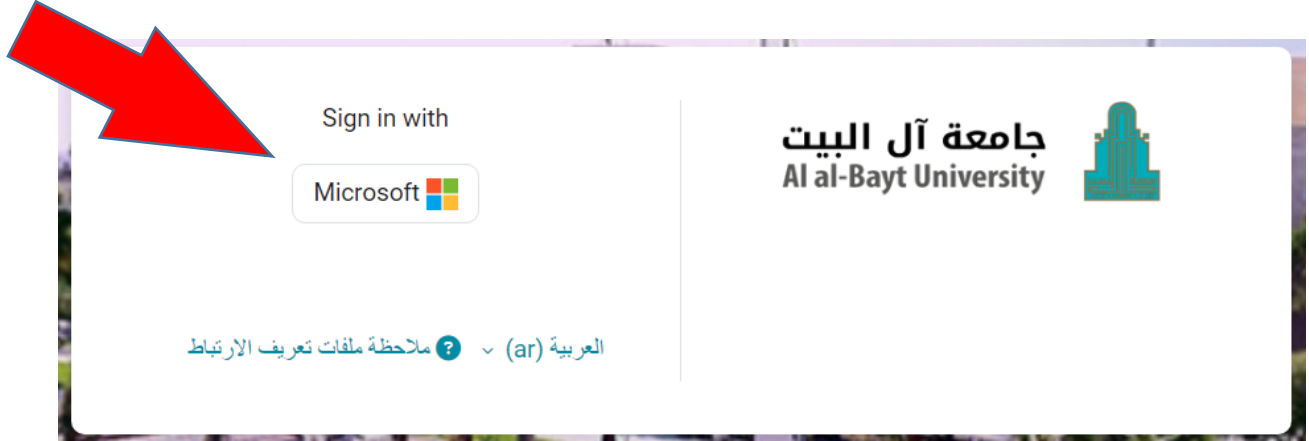 جامعة آل البيت
Al al-Bayt University
Sign in with
Microsoft
العربية (ar) ملاحظة ملفات تعريف الارتباط